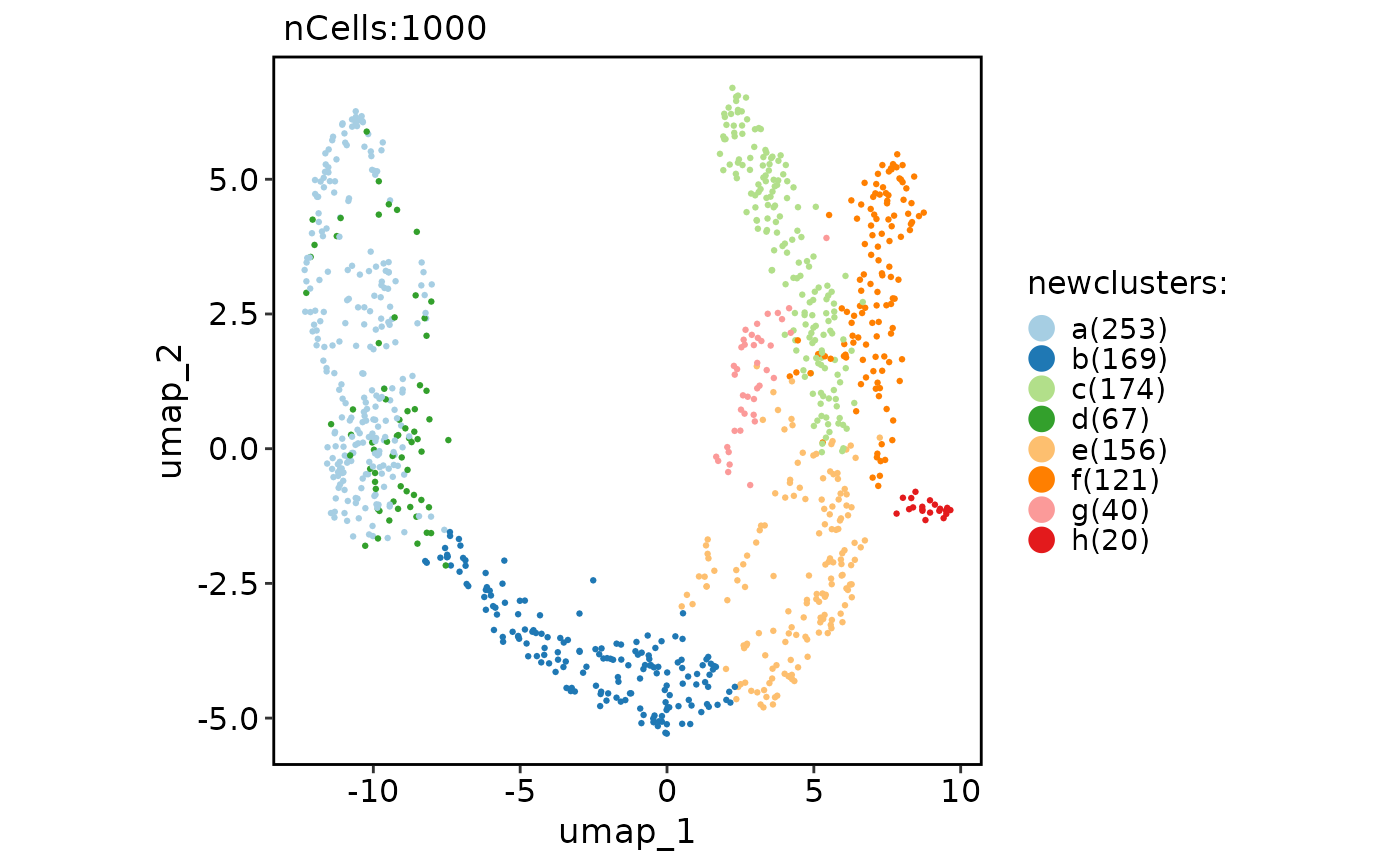 nCells:1000
umap_2
5.0
2.5
0.0
-2.5
-5.0
-10
-5
0
5
10
umap_1
newclusters:
a(253)
b(169)
c(174)
d(67)
e(156)
f(121)
g(40)
h(20)